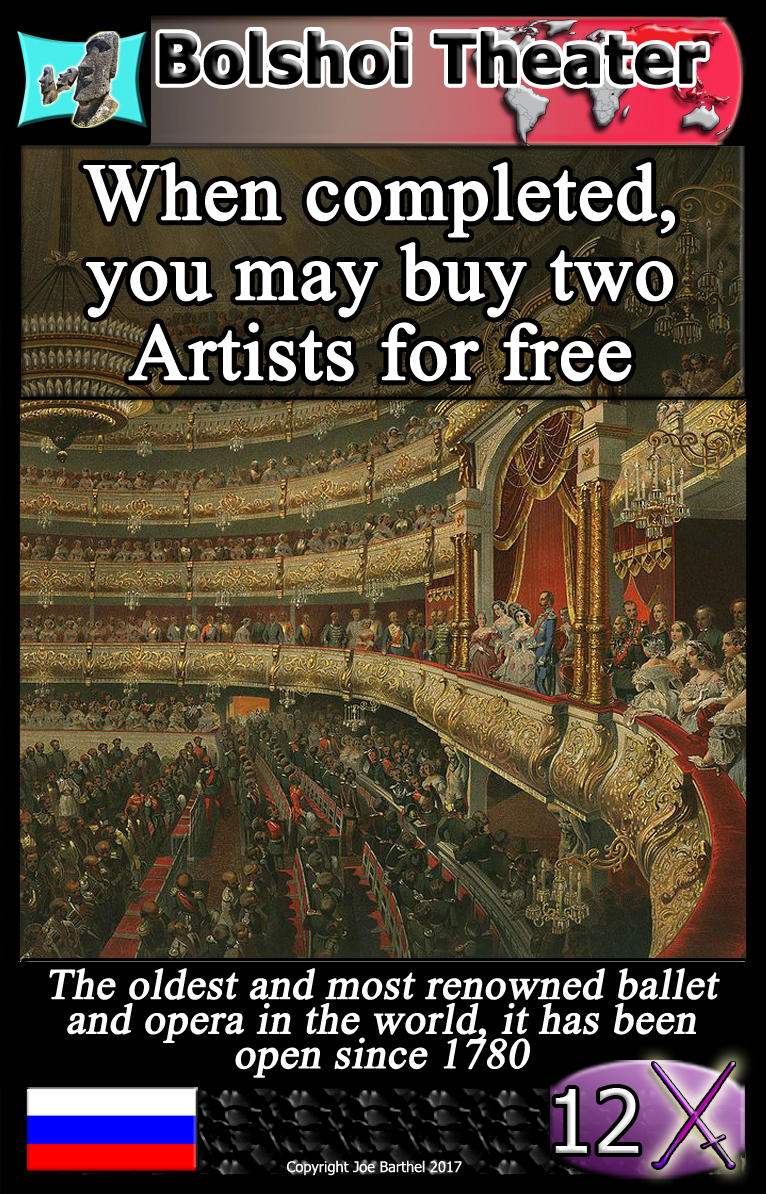 Bolshoi Theater
When completed,
you may buy two
Artists for free
The oldest and most renowned ballet
and opera in the world, it has been
open since 1780
12
Copyright Joe Barthel 2017